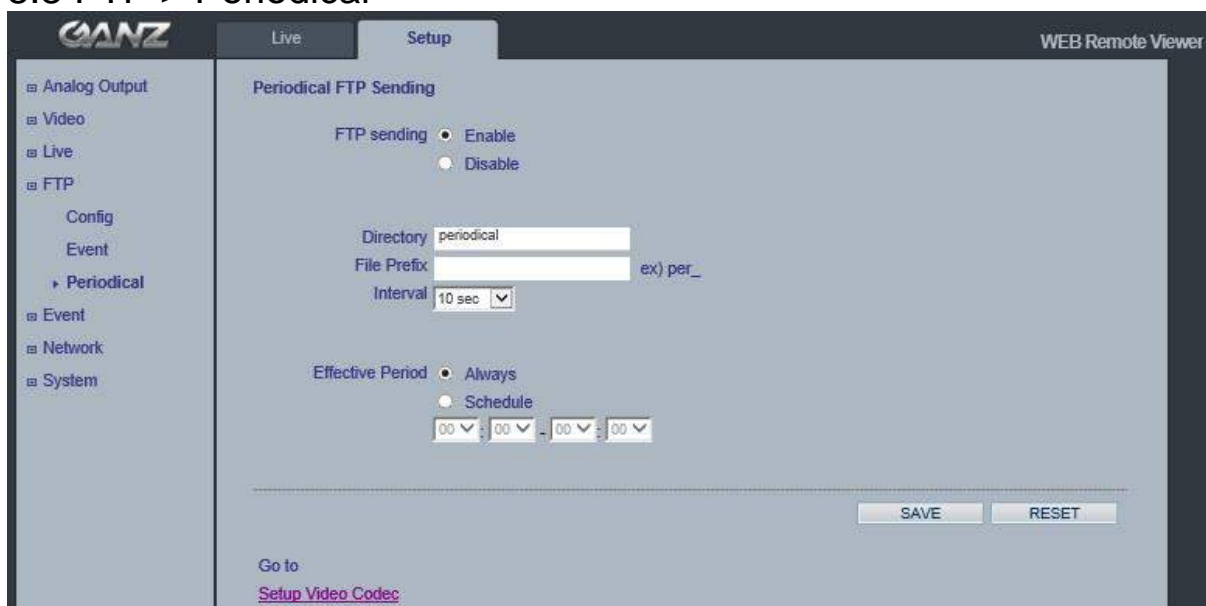 FTP -> Periodical
GANZ
Live
Setup
WEB Remote Viewer
Analog Output
Video
Live
FTP
Config
Event
Periodical
Event
Network
System
Periodical FTP Sending
FTP sending
Enable
Disable
Directory periodical
File Prefix ex) per_
Interval 10 sec
Effective Period
Always
Schedule
00 : 00 - 00 : 00
SAVE RESET
Go to
Setup Video Codec